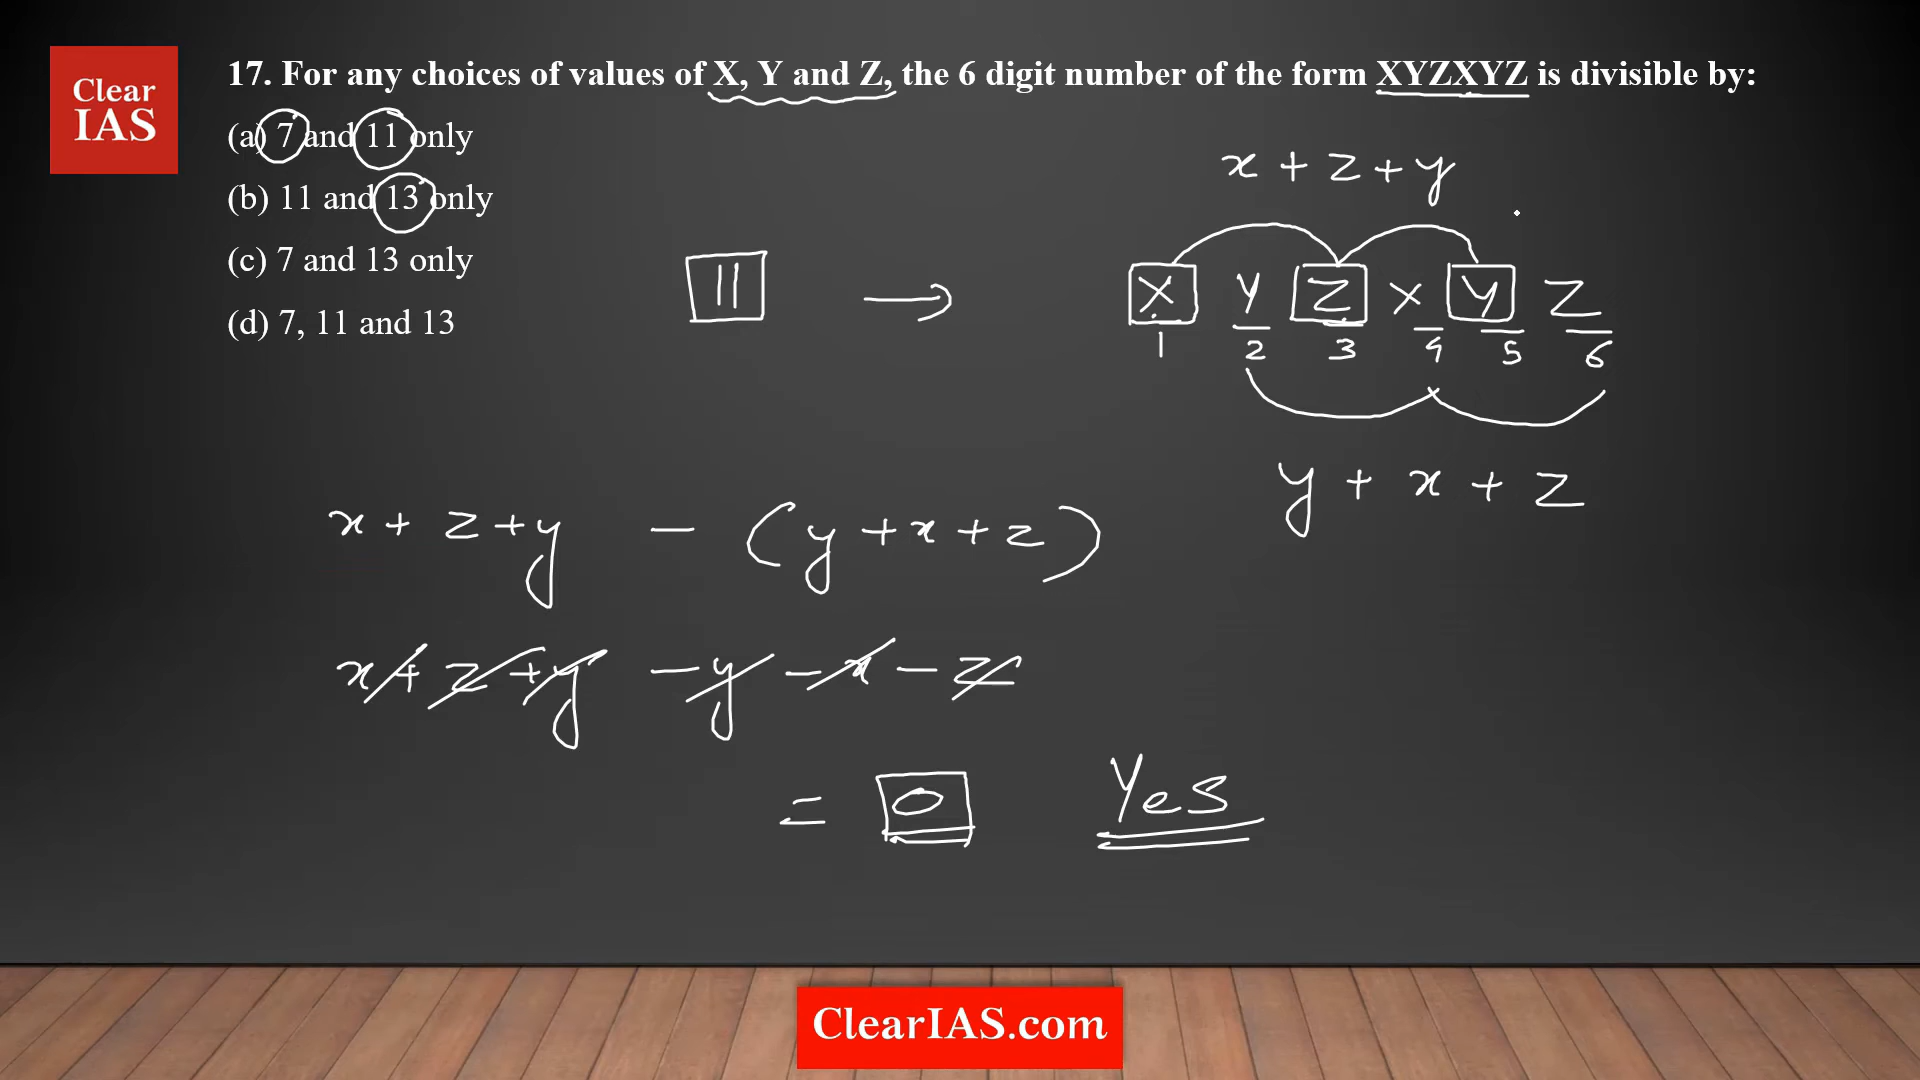 Clear
IAS
17. For any choices of values of X, Y and Z, the 6 digit number of the form XYZXYZ is divisible by:
(a) 7 and 11 only
(b) 11 and 13 only
(c) 7 and 13 only
(d) 7, 11 and 13
x + z + y
11 → X Y Z X Y Z
1 2 3 4 5 6
y + x + z
x + z + y - (y + x + z)
x + z + y - y - x - z
= 0 Yes
ClearIAS.com